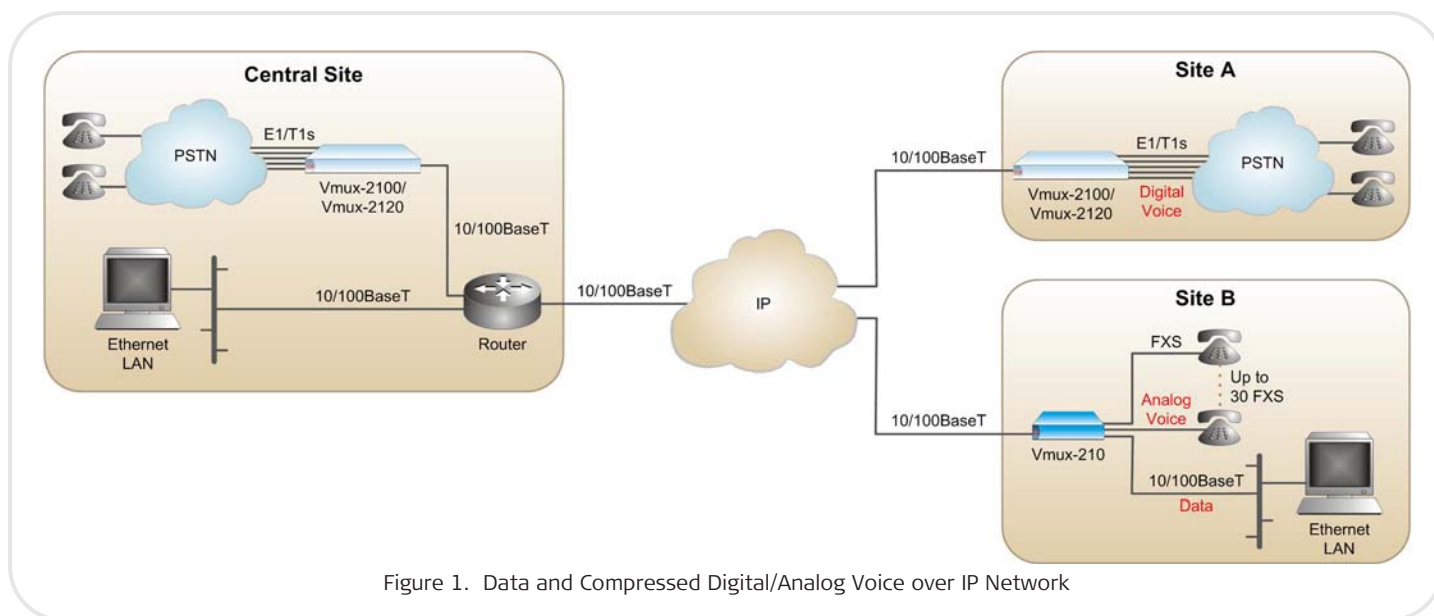 Central Site
E1/T1s
PSTN
Vmux-2100/
Vmux-2120
10/100BaseT
10/100BaseT
Ethernet
LAN
Router
10/100BaseT
IP
10/100BaseT
Site A
E1/T1s
PSTN
Vmux-2100/
Vmux-2120
Digital
Voice
10/100BaseT
Site B
FXS
Up to
30 FXS
Analog
Voice
Vmux-210
10/100BaseT
Data
Ethernet
LAN
Figure 1. Data and Compressed Digital/Analog Voice over IP Network